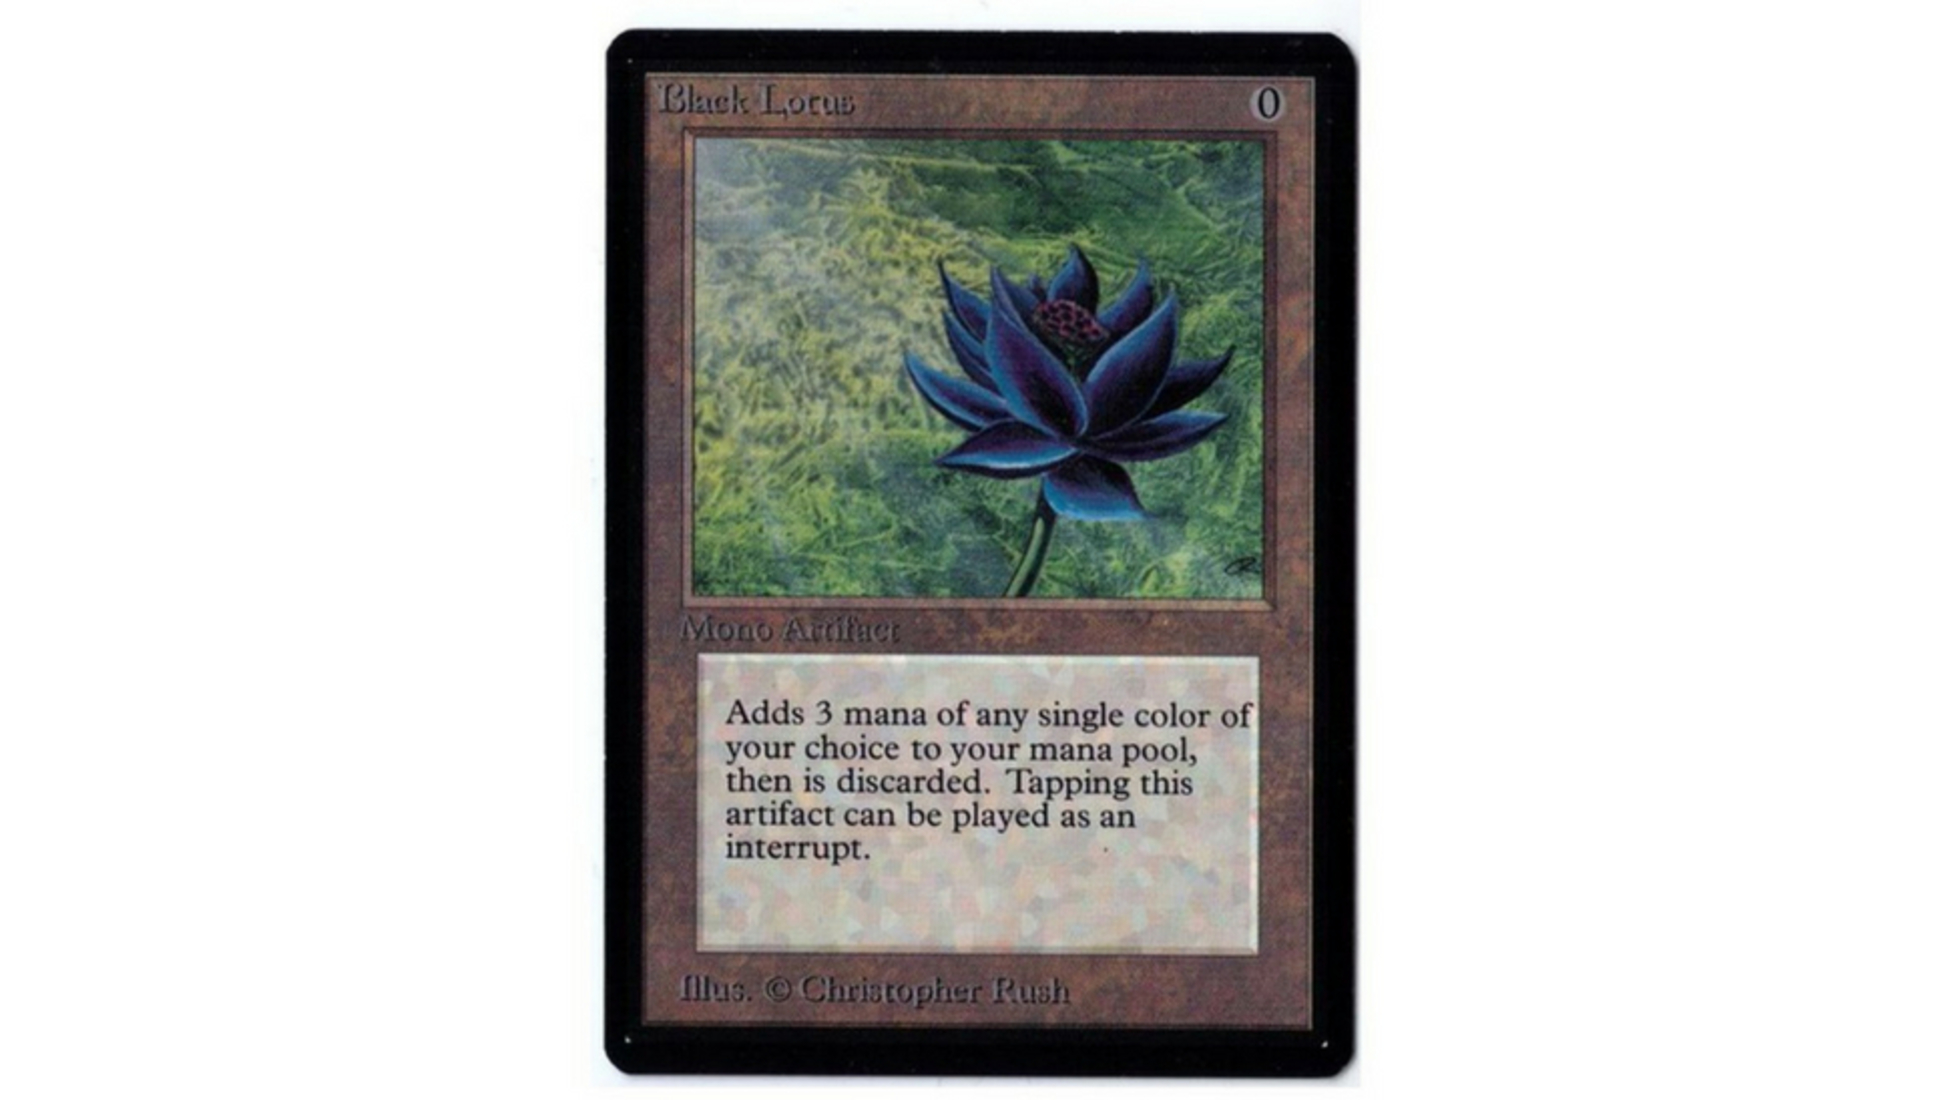 Black Lotus
0
Mono Artifact
Adds 3 mana of any single color of
your choice to your mana pool,
then is discarded. Tapping this
artifact can be played as an
interrupt.
Illus. © Christopher Rush